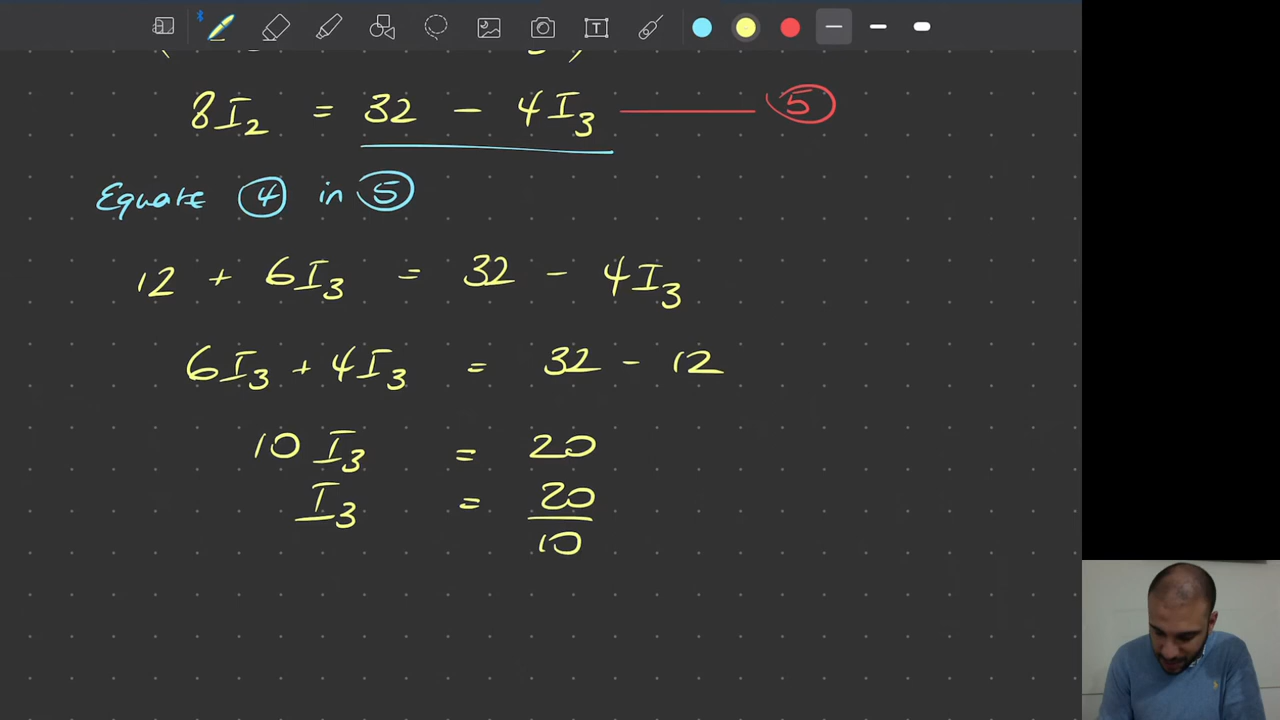 T
8I₂ = 32 - 4I₃ ⑤
Equate ④ in ⑤
12 + 6I₃ = 32 - 4I₃
6I₃ + 4I₃ = 32 - 12
10 I₃ = 20
I₃ = 20/10